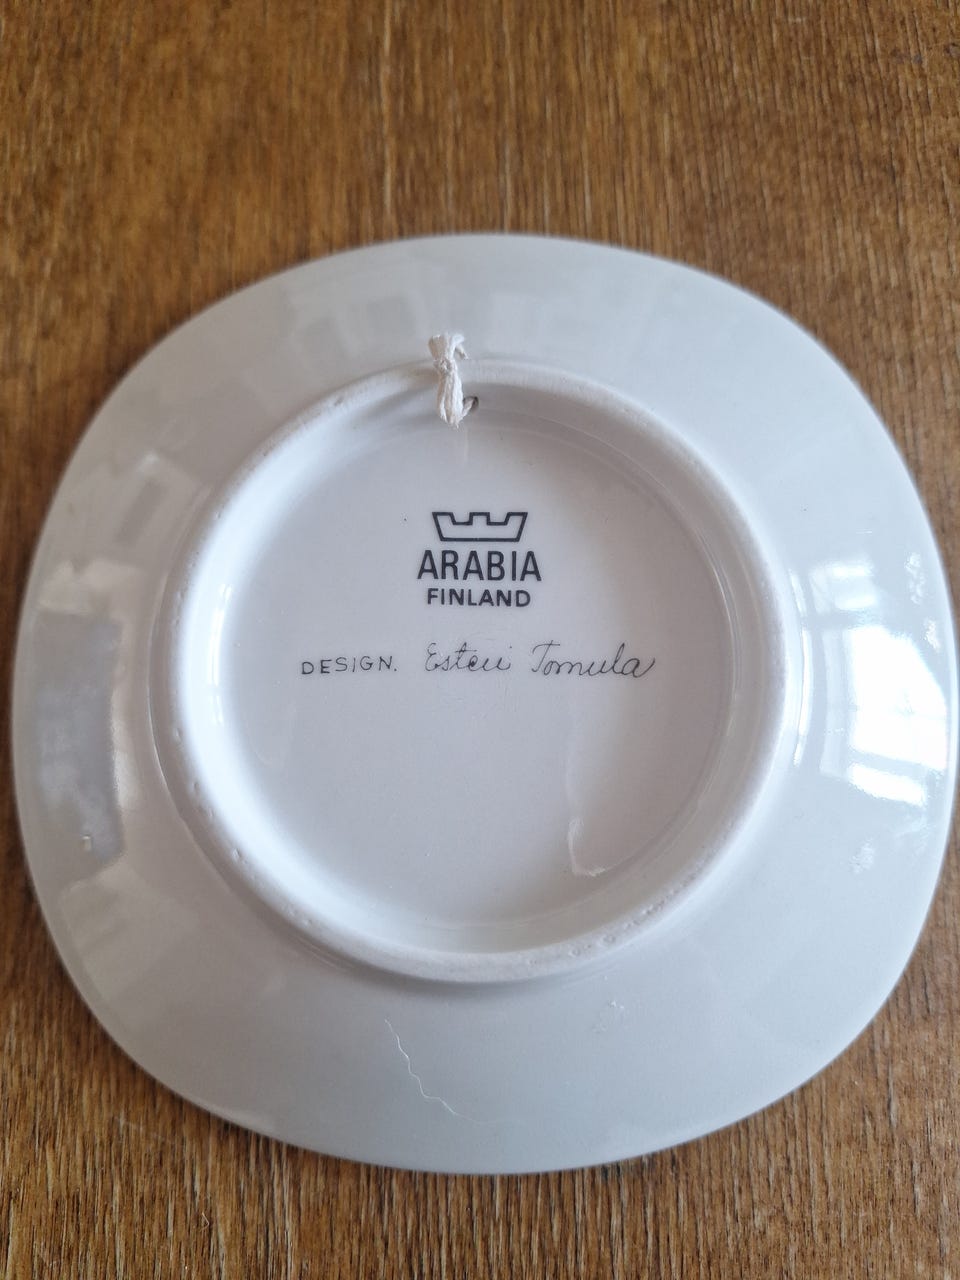 ARABIA
FINLAND
DESIGN. Esteri Tomula